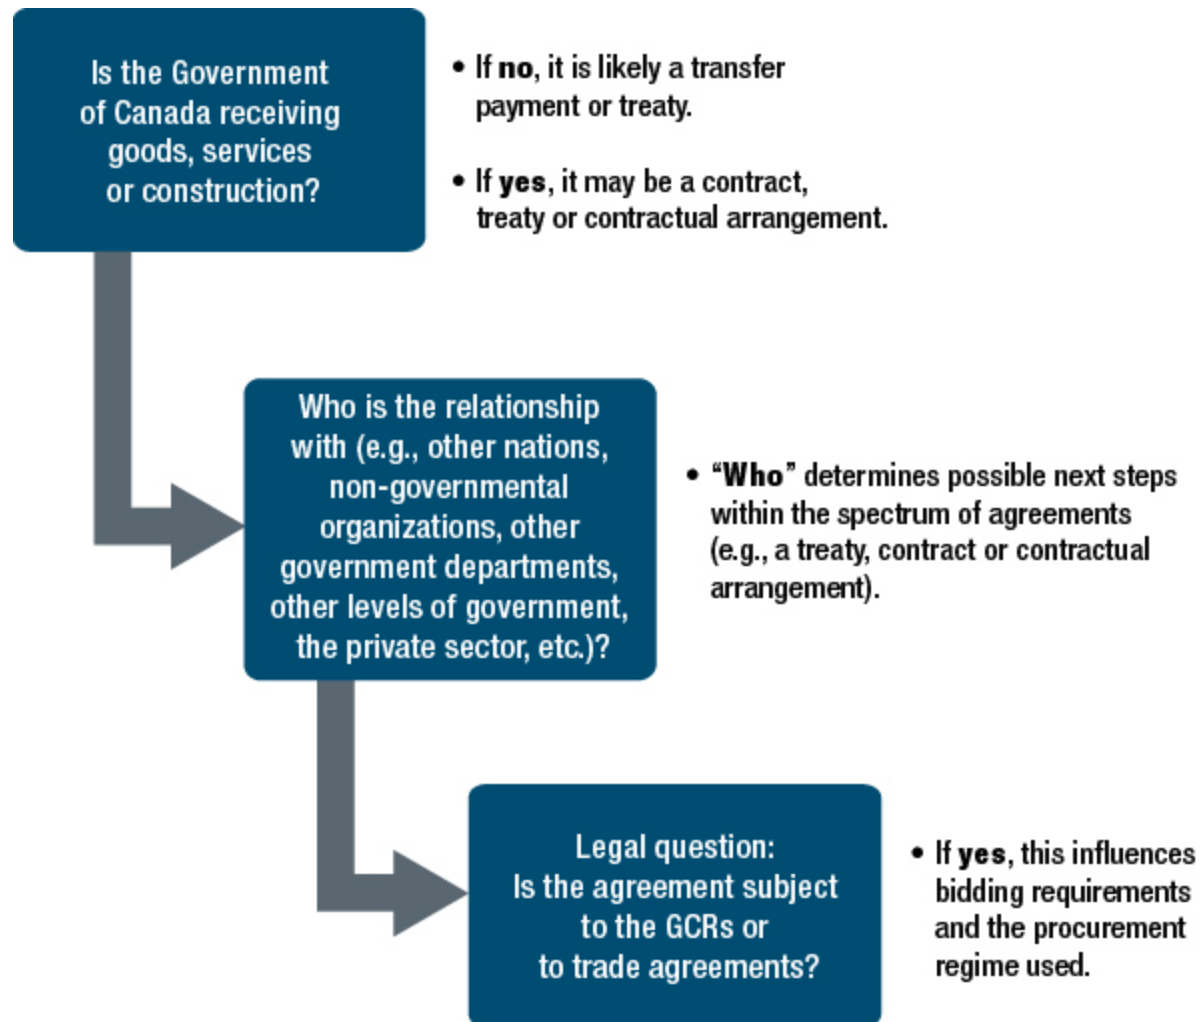 Is the Government
of Canada receiving
goods, services
or construction?
• If no, it is likely a transfer
payment or treaty.
• If yes, it may be a contract,
treaty or contractual arrangement.
Who is the relationship
with (e.g., other nations,
non-governmental
organizations, other
government departments,
other levels of government,
the private sector, etc.)?
• “Who” determines possible next steps
within the spectrum of agreements
(e.g., a treaty, contract or contractual
arrangement).
Legal question:
Is the agreement subject
to the GCRs or
to trade agreements?
• If yes, this influences
bidding requirements
and the procurement
regime used.